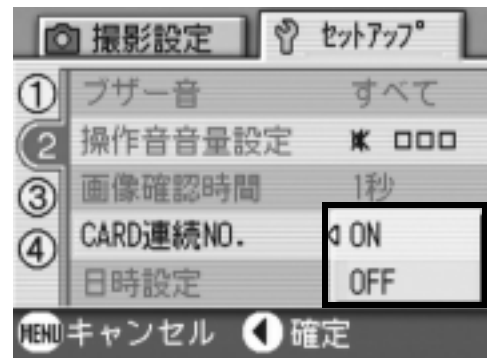 撮影設定 セットアップ
1 ブザー音 すべて
2 操作音音量設定 □□□
3 画像確認時間 1秒
4 CARD連続NO. ON
日時設定 OFF
MENU キャンセル 確定